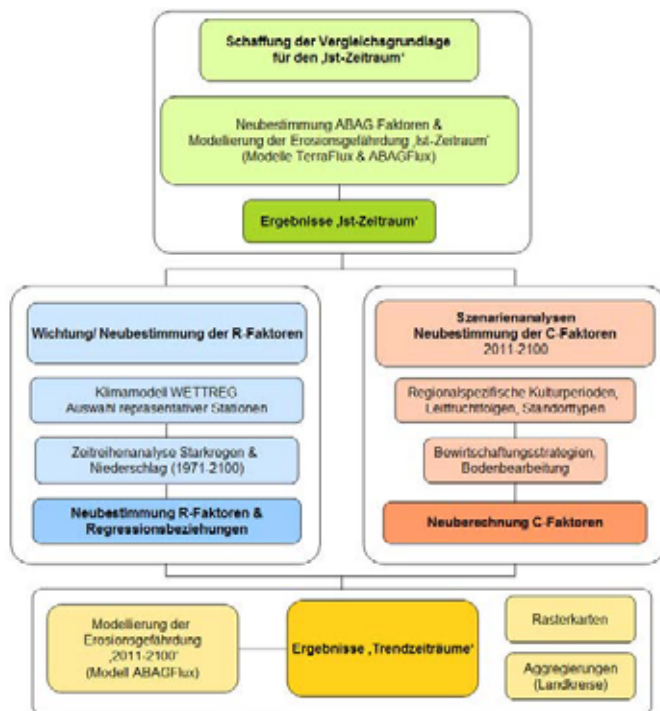 Schaffung der Vergleichsgrundlage
für den ‚Ist-Zeitraum‘
Neubestimmung ABAG Faktoren &
Modellierung der Erosionsgefährdung ‚Ist-Zeitraum‘
(Modelle TerraFlux & ABAGFlux)
Ergebnisse ‚Ist-Zeitraum‘
Wichtung/ Neubestimmung der R-Faktoren
Klimamodell WETTREG
Auswahl repräsentativer Stationen
Zeitreihenanalyse Starkregen &
Niederschlag (1971-2100)
Neubestimmung R-Faktoren &
Regressionsbeziehungen
Szenarienanalysen
Neubestimmung der C-Faktoren
2011-2100
Regionalspezifische Kulturperioden,
Leitfruchtfolgen, Standorttypen
Bewirtschaftungsstrategien,
Bodenbearbeitung
Neuberechnung C-Faktoren
Modellierung der
Erosionsgefährdung
‚2011-2100‘
(Modell ABAGFlux)
Ergebnisse ‚Trendzeiträume‘
Rasterkarten
Aggregierungen
(Landkreise)